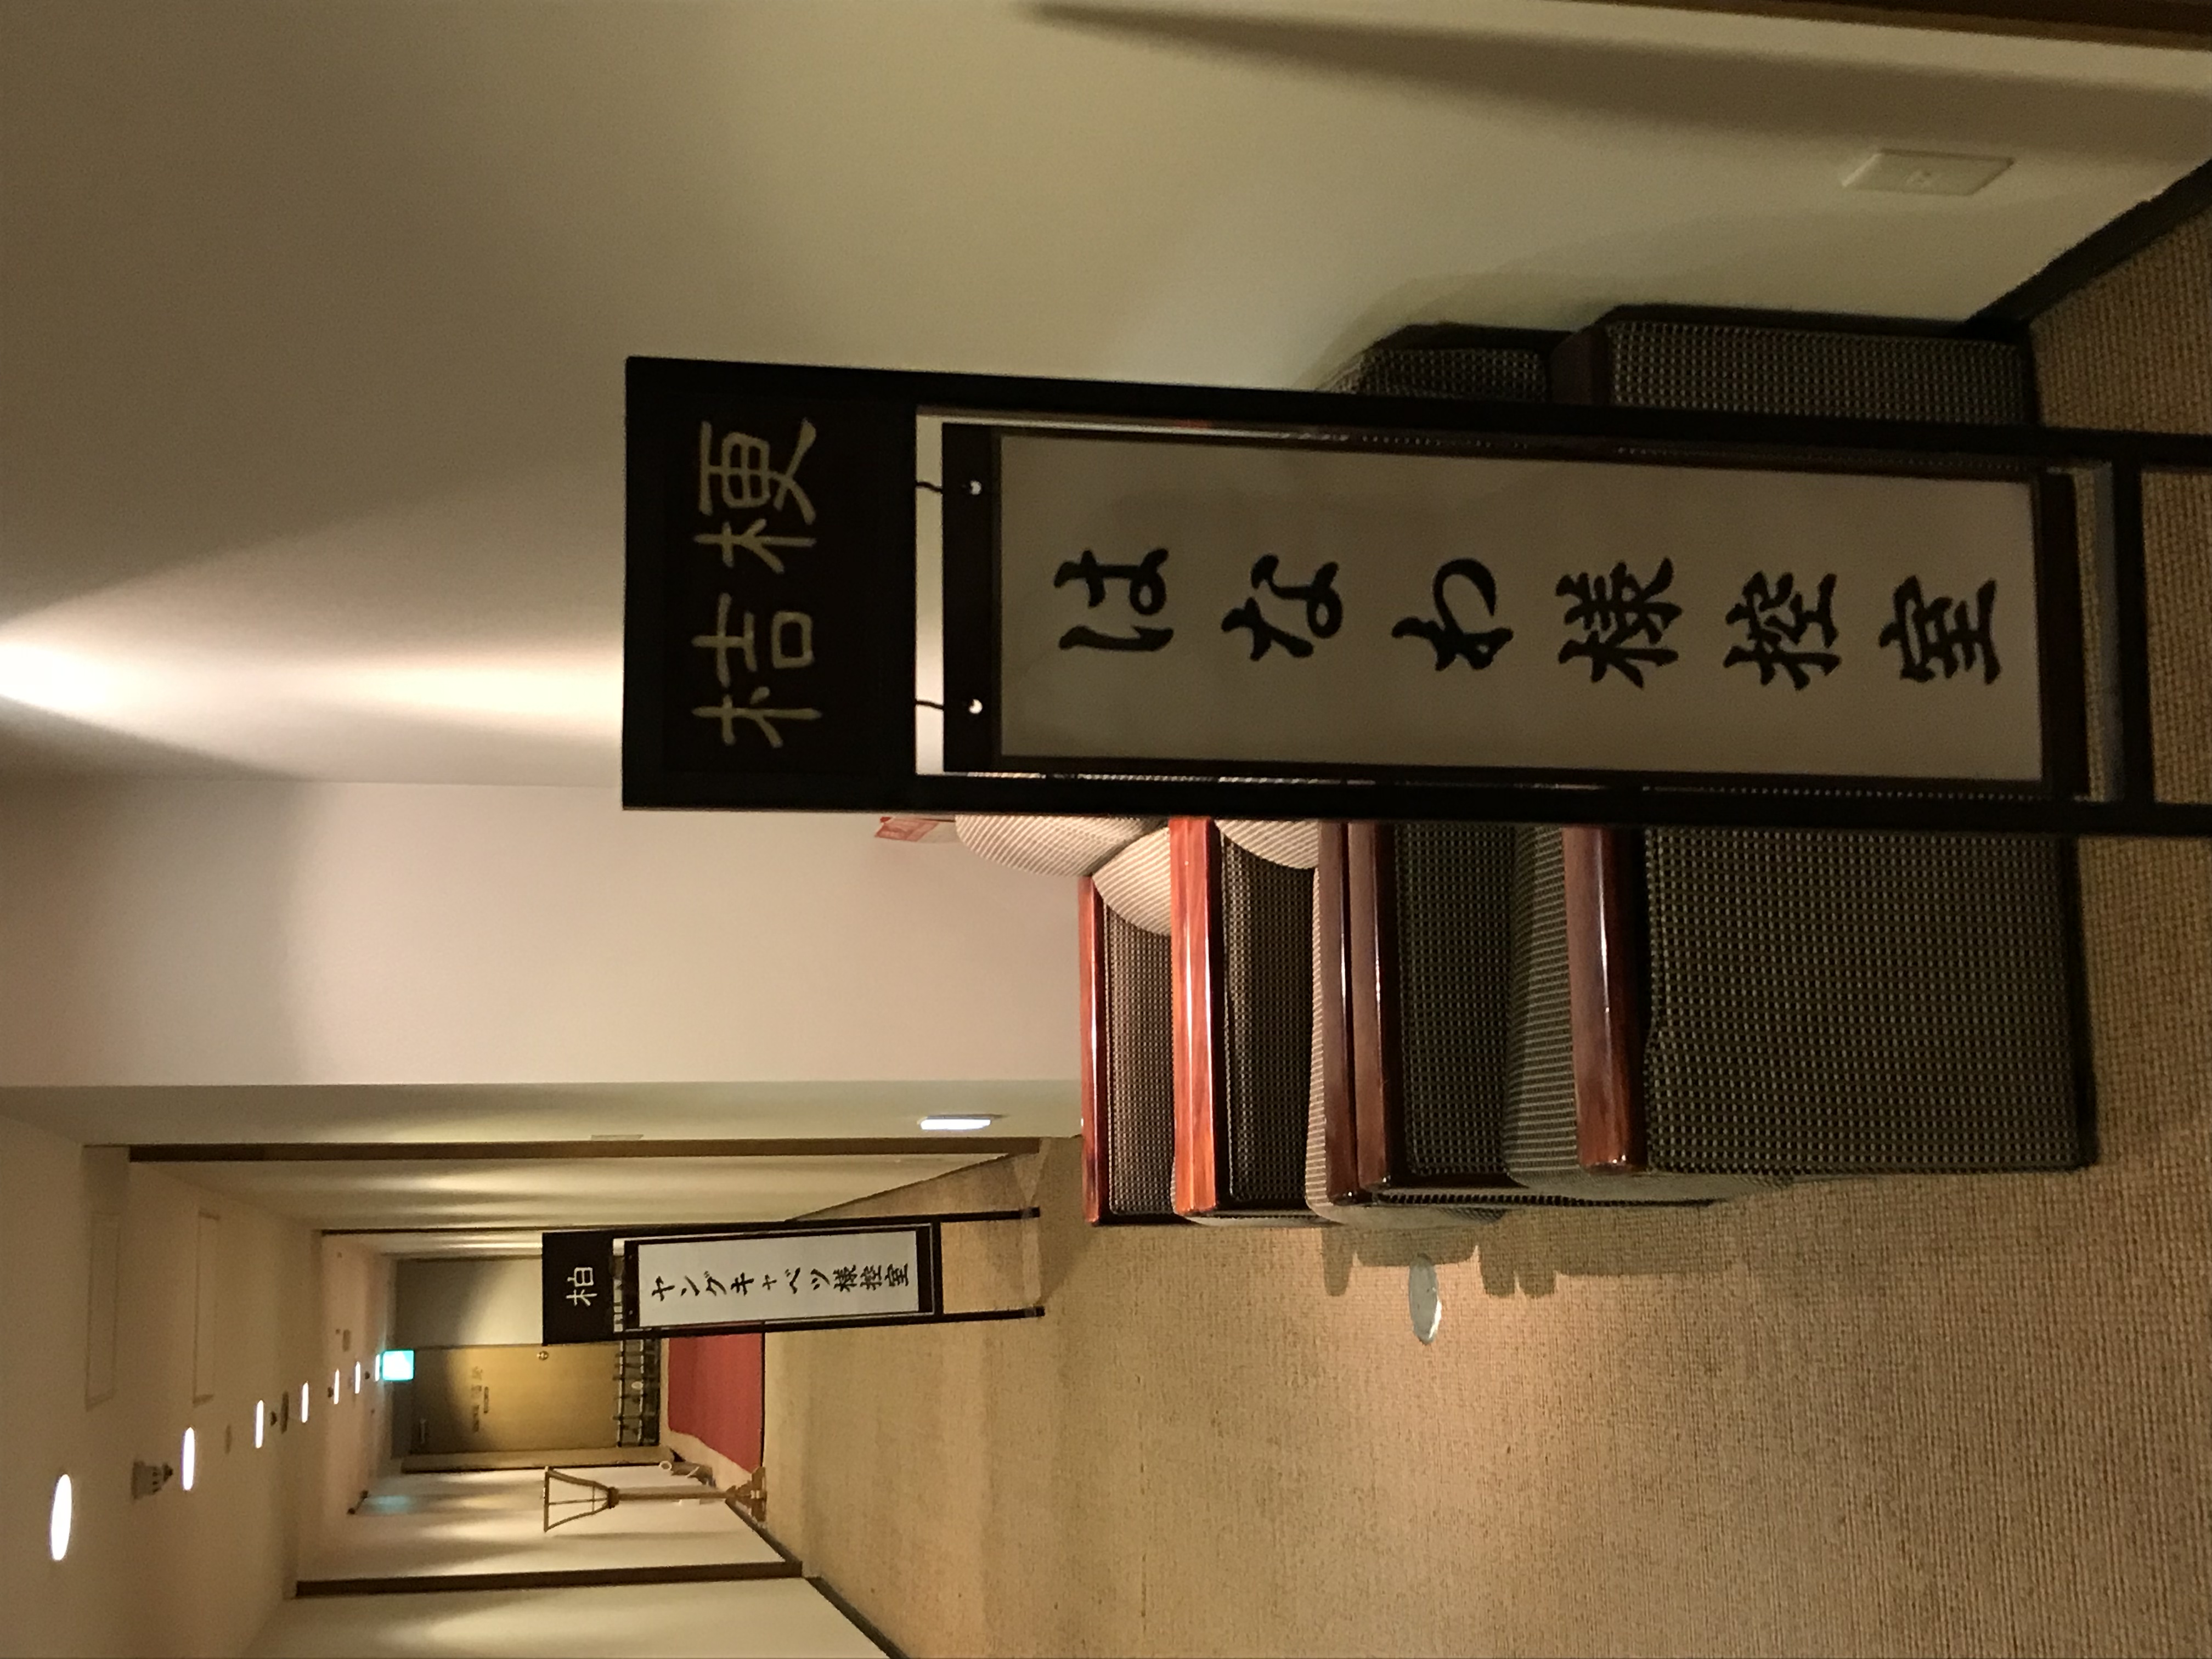 桔梗
はなわ様控室
柏
ヤングキャベツ様控室